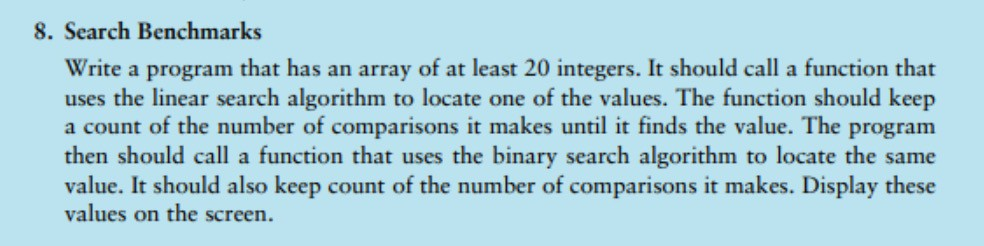 8. Search Benchmarks
Write a program that has an array of at least 20 integers. It should call a function that
uses the linear search algorithm to locate one of the values. The function should keep
a count of the number of comparisons it makes until it finds the value. The program
then should call a function that uses the binary search algorithm to locate the same
value. It should also keep count of the number of comparisons it makes. Display these
values on the screen.